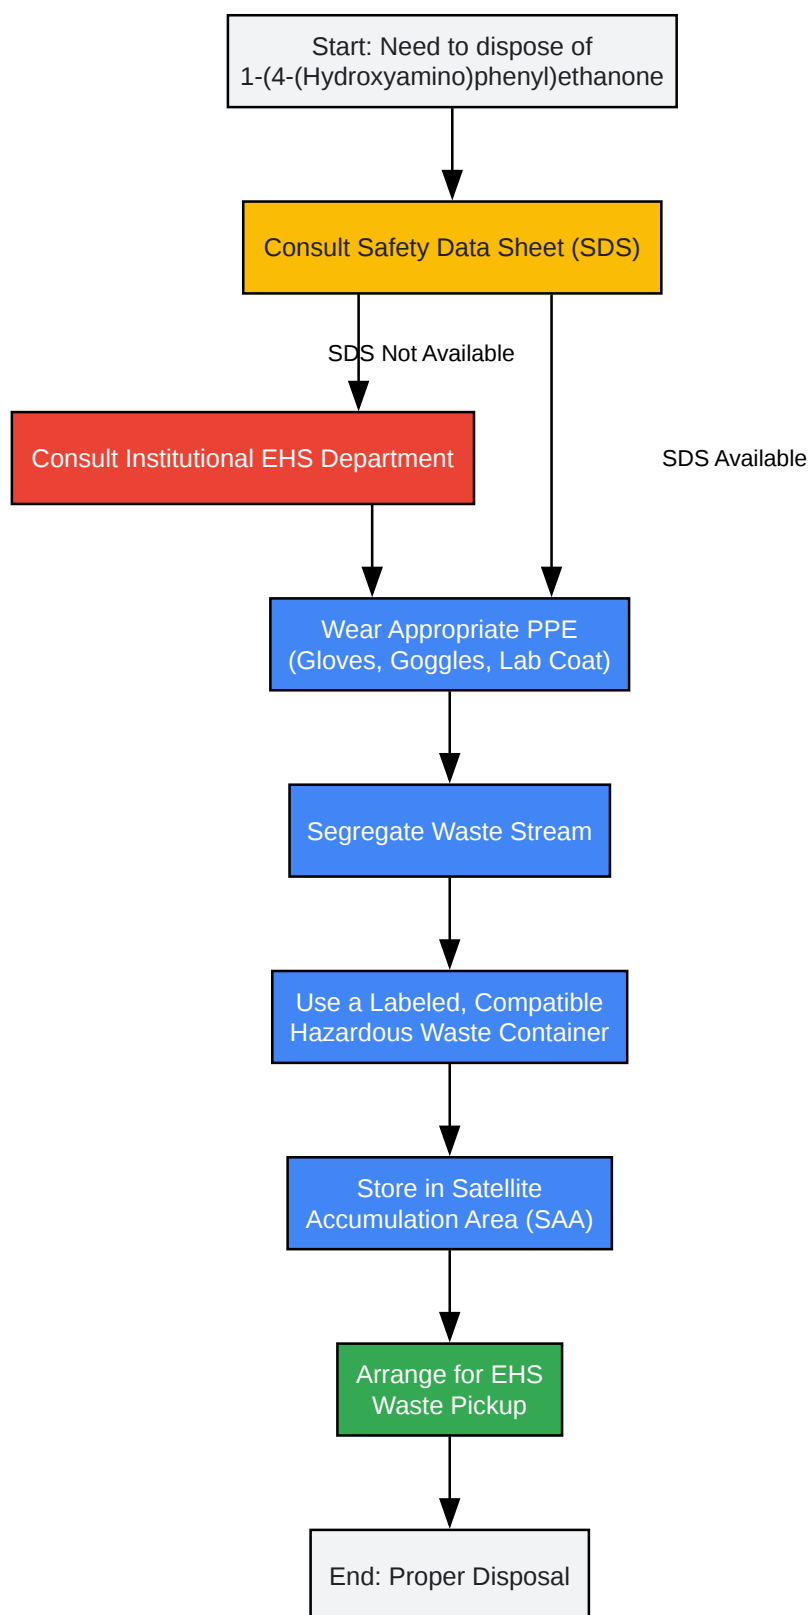 Start: Need to dispose of
1-(4-(Hydroxyamino)phenyl)ethanone
Consult Safety Data Sheet (SDS)
SDS Not Available
Consult Institutional EHS Department
SDS Available
Wear Appropriate PPE
(Gloves, Goggles, Lab Coat)
Segregate Waste Stream
Use a Labeled, Compatible
Hazardous Waste Container
Store in Satellite
Accumulation Area (SAA)
Arrange for EHS
Waste Pickup
End: Proper Disposal